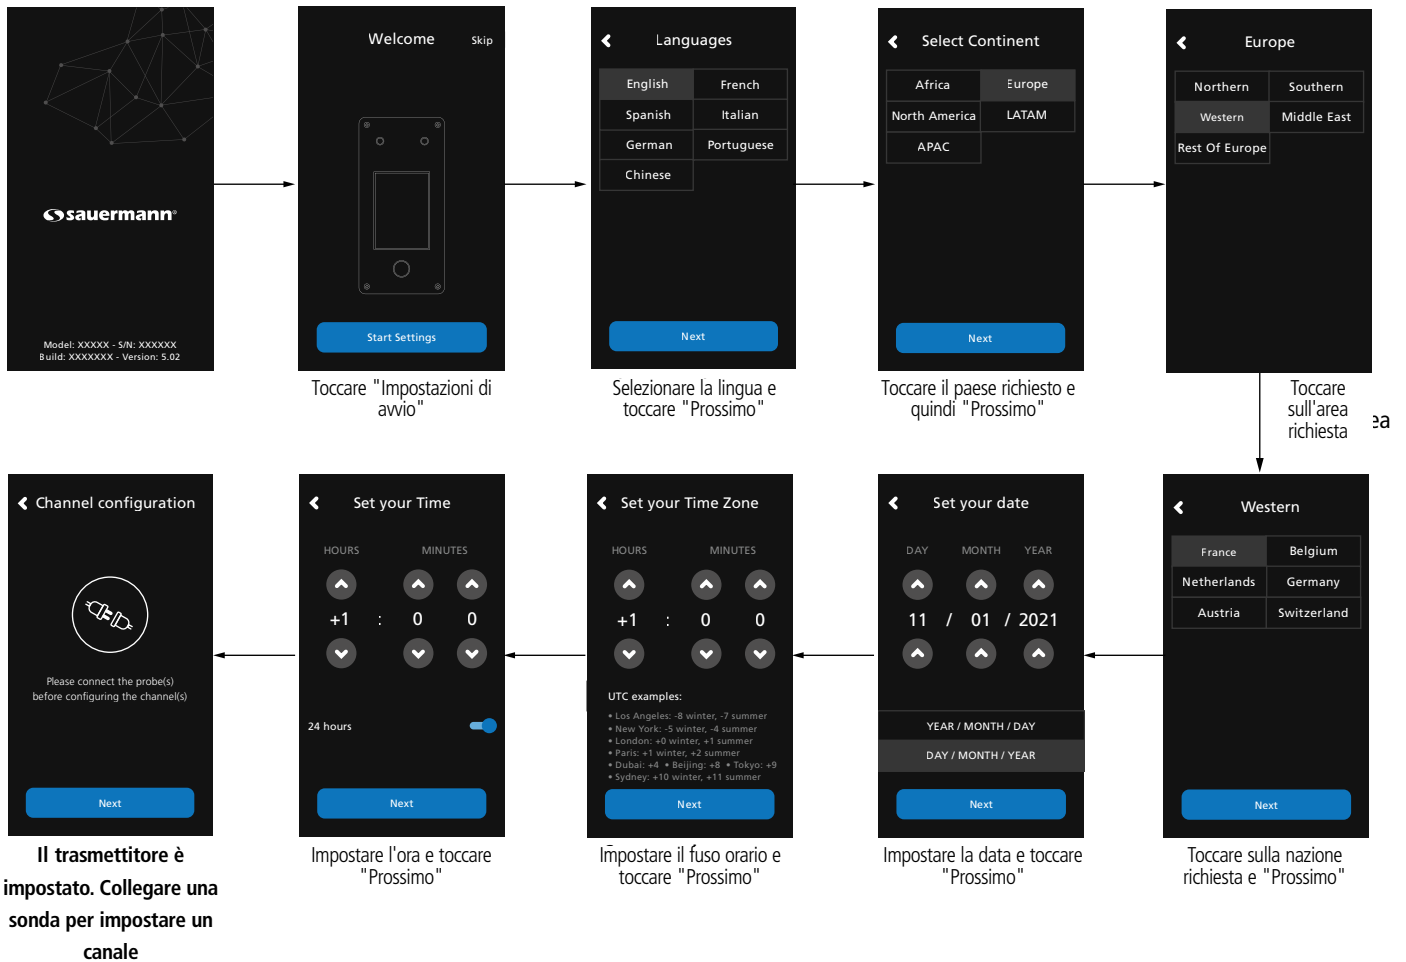 sauermann®
Model: XXXXX - S/N: XXXXXX
Build: XXXXXXX - Version: 5.02
Welcome
Skip
Start Settings
Toccare "Impostazioni di
avvio"
Languages
English
French
Spanish
Italian
German
Portuguese
Chinese
Next
Selezionare la lingua e
toccare "Prossimo"
Select Continent
Africa
Europe
North America
LATAM
APAC
Next
Toccare il paese richiesto e
quindi "Prossimo"
Europe
Northern
Southern
Western
Middle East
Rest Of Europe
Toccare
sull'area
richiesta
ea
Western
France
Belgium
Netherlands
Germany
Austria
Switzerland
Next
Toccare sulla nazione
richiesta e "Prossimo"
Set your date
DAY MONTH YEAR
11 / 01 / 2021
YEAR / MONTH / DAY
DAY / MONTH / YEAR
Next
Impostare la data e toccare
"Prossimo"
Set your Time Zone
HOURS MINUTES
+1 : 0 0
UTC examples:
• Los Angeles: -8 winter, -7 summer
• New York: -5 winter, -4 summer
• London: +0 winter, +1 summer
• Paris: +1 winter, +2 summer
• Dubai: +4 • Beijing: +8 • Tokyo: +9
• Sydney: +10 winter, +11 summer
Next
Impostare il fuso orario e
toccare "Prossimo"
Set your Time
HOURS MINUTES
+1 : 0 0
24 hours
Next
Impostare l'ora e toccare
"Prossimo"
Channel configuration
Please connect the probe(s)
before configuring the channel(s)
Next
Il trasmettitore è
impostato. Collegare una
sonda per impostare un
canale